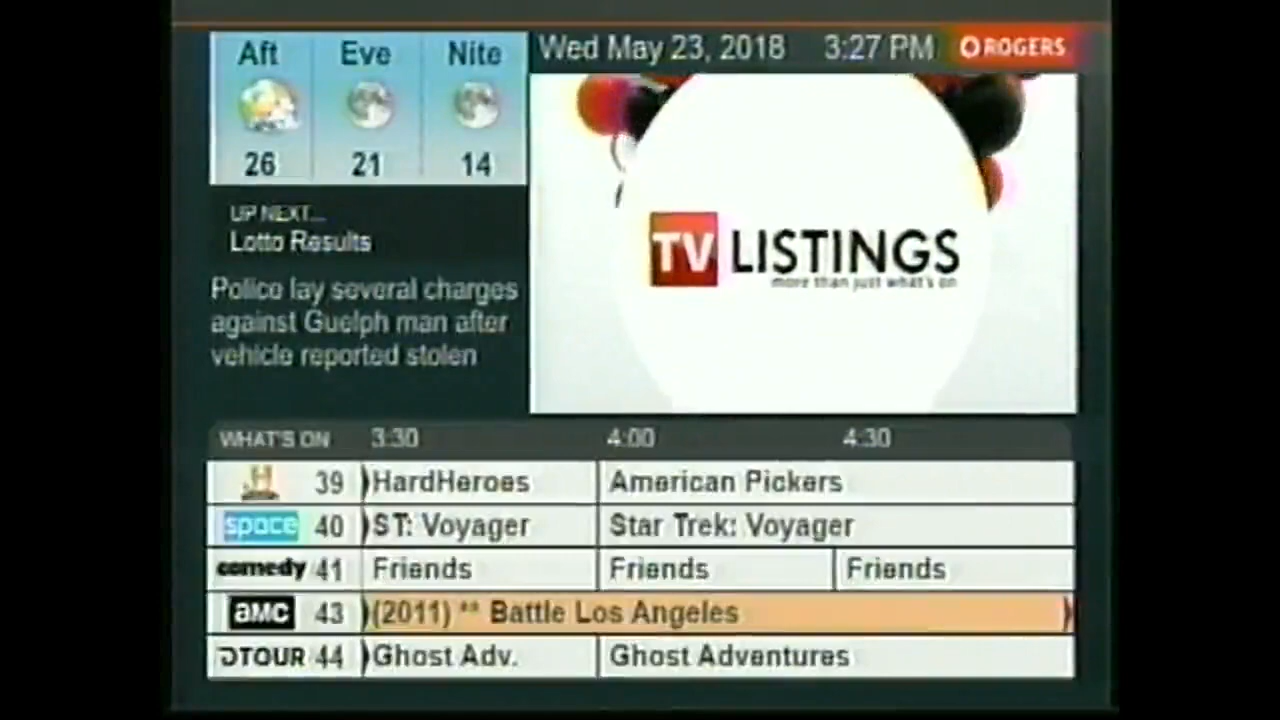 Aft Eve Nite
26 21 14
Wed May 23, 2018 3:27 PM ROGERS
UP NEXT...
Lotto Results
Police lay several charges
against Guelph man after
vehicle reported stolen
TV LISTINGS
more than just what's on
WHAT'S ON 3:30 4:00 4:30
H 39 HardHeroes American Pickers
space 40 ST: Voyager Star Trek: Voyager
comedy 41 Friends Friends Friends
aMC 43 (2011) ** Battle Los Angeles
DTOUR 44 Ghost Adv. Ghost Adventures